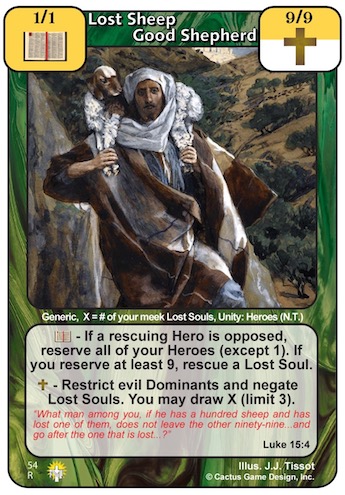 1/1
Lost Sheep
Good Shepherd
9/9
Generic, X = # of your meek Lost Souls, Unity: Heroes (N.T.)
- If a rescuing Hero is opposed,
reserve all of your Heroes (except 1). If
you reserve at least 9, rescue a Lost Soul.
- Restrict evil Dominants and negate
Lost Souls. You may draw X (limit 3).
"What man among you, if he has a hundred sheep and has
lost one of them, does not leave the other ninety-nine...and
go after the one that is lost...?"
Luke 15:4
54
R
Illus. J.J. Tissot
© Cactus Game Design, Inc.